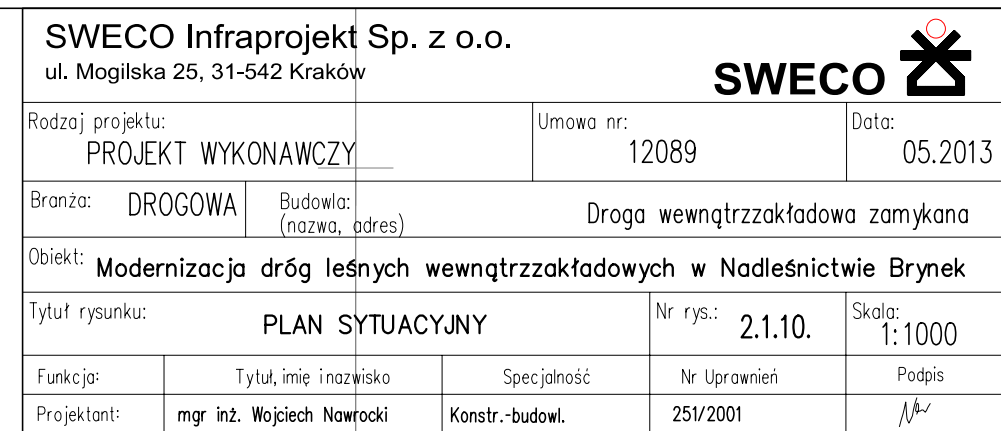 SWECO Infraprojekt Sp. z o.o.
ul. Mogilska 25, 31-542 Kraków
SWECO
Rodzaj projektu: Umowa nr: Data:
PROJEKT WYKONAWCZY 12089 05.2013
Branża: DROGOWA Budowla: Droga wewnątrzzakładowa zamykana
(nazwa, adres)
Obiekt: Modernizacja dróg leśnych wewnątrzzakładowych w Nadleśnictwie Brynek
Tytuł rysunku: PLAN SYTUACYJNY Nr rys.: 2.1.10. Skala: 1:1000
Funkcja: Tytuł, imię i nazwisko Specjalność Nr Uprawnień Podpis
Projektant: mgr inż. Wojciech Nawrocki Konstr.-budowl. 251/2001